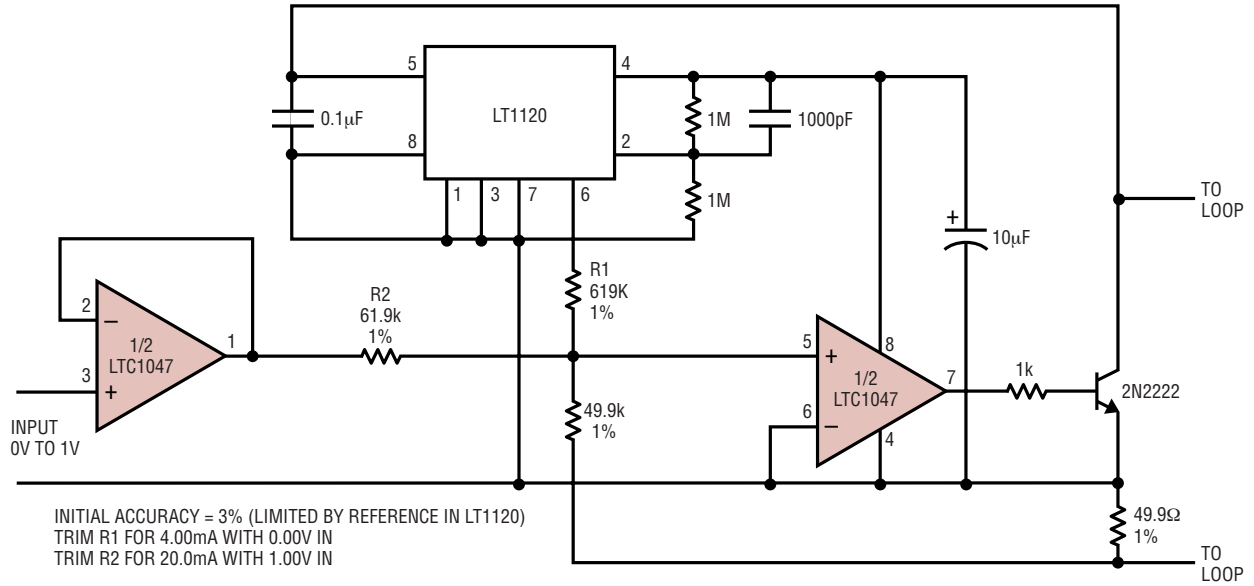 5
4
LT1120
0.1µF
1M
1000pF
8
2
1
3
7
6
1M
TO
LOOP
+
10µF
R1
619K
1%
R2
61.9k
1%
2
–
1/2
LTC1047
1
3
+
INPUT
0V TO 1V
5
+
8
1/2
LTC1047
7
6
–
4
1k
2N2222
49.9k
1%
49.9Ω
1%
TO
LOOP
INITIAL ACCURACY = 3% (LIMITED BY REFERENCE IN LT1120)
TRIM R1 FOR 4.00mA WITH 0.00V IN
TRIM R2 FOR 20.0mA WITH 1.00V IN